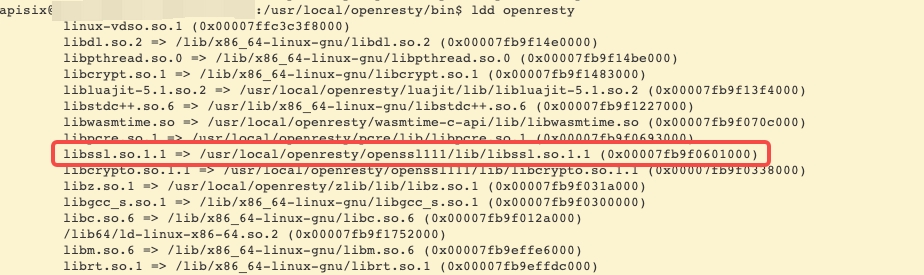 apisix@ :/usr/local/openresty/bin$ ldd openresty
linux-vdso.so.1 (0x00007ffc3c3f8000)
libdl.so.2 => /lib/x86_64-linux-gnu/libdl.so.2 (0x00007fb9f14e0000)
libpthread.so.0 => /lib/x86_64-linux-gnu/libpthread.so.0 (0x00007fb9f14be000)
libcrypt.so.1 => /lib/x86_64-linux-gnu/libcrypt.so.1 (0x00007fb9f1483000)
libluajit-5.1.so.2 => /usr/local/openresty/luajit/lib/libluajit-5.1.so.2 (0x00007fb9f13f4000)
libstdc++.so.6 => /usr/lib/x86_64-linux-gnu/libstdc++.so.6 (0x00007fb9f1227000)
libwasmtime.so => /usr/local/openresty/wasmtime-c-api/lib/libwasmtime.so (0x00007fb9f070c000)
libpcre.so.1 => /usr/local/openresty/pcre/lib/libpcre.so.1 (0x00007fb9f0693000)
libssl.so.1.1 => /usr/local/openresty/openssl111/lib/libssl.so.1.1 (0x00007fb9f0601000)
libcrypto.so.1.1 => /usr/local/openresty/openssl111/lib/libcrypto.so.1.1 (0x00007fb9f0338000)
libz.so.1 => /usr/local/openresty/zlib/lib/libz.so.1 (0x00007fb9f031a000)
libgcc_s.so.1 => /lib/x86_64-linux-gnu/libgcc_s.so.1 (0x00007fb9f0300000)
libc.so.6 => /lib/x86_64-linux-gnu/libc.so.6 (0x00007fb9f012a000)
/lib64/ld-linux-x86-64.so.2 (0x00007fb9f1752000)
libm.so.6 => /lib/x86_64-linux-gnu/libm.so.6 (0x00007fb9effe6000)
librt.so.1 => /lib/x86_64-linux-gnu/librt.so.1 (0x00007fb9effdc000)